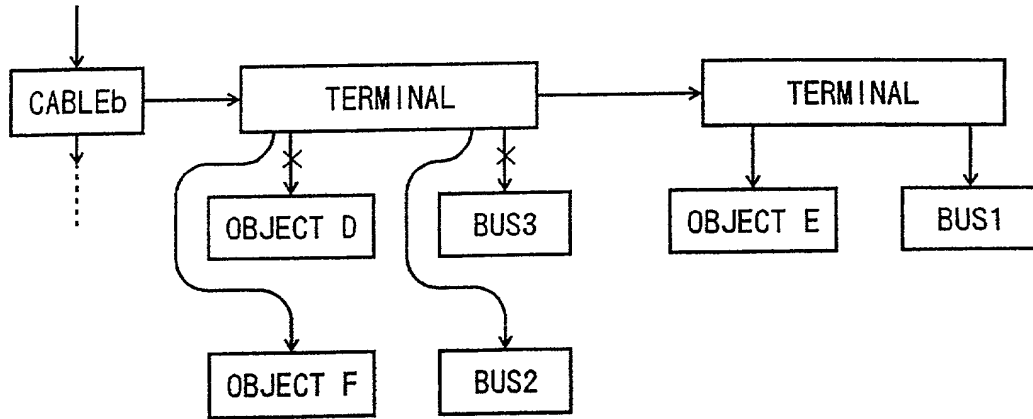 CABLEb
TERMINAL
TERMINAL
OBJECT D
BUS3
OBJECT E
BUS1
OBJECT F
BUS2